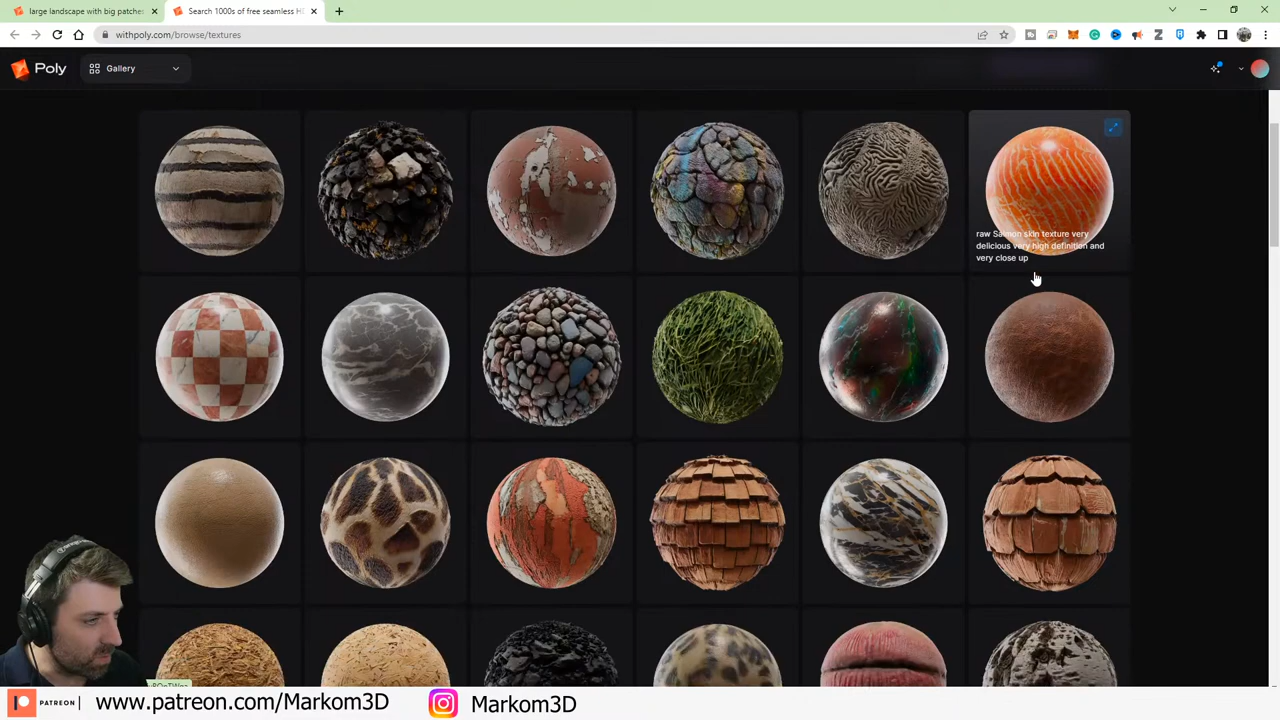 large landscape with big patches
Search 1000s of free seamless H
withpoly.com/browse/textures
Poly
Gallery
raw Salmon skin texture very
delicious very high definition and
very close up
PATREON
www.patreon.com/Markom3D
Markom3D